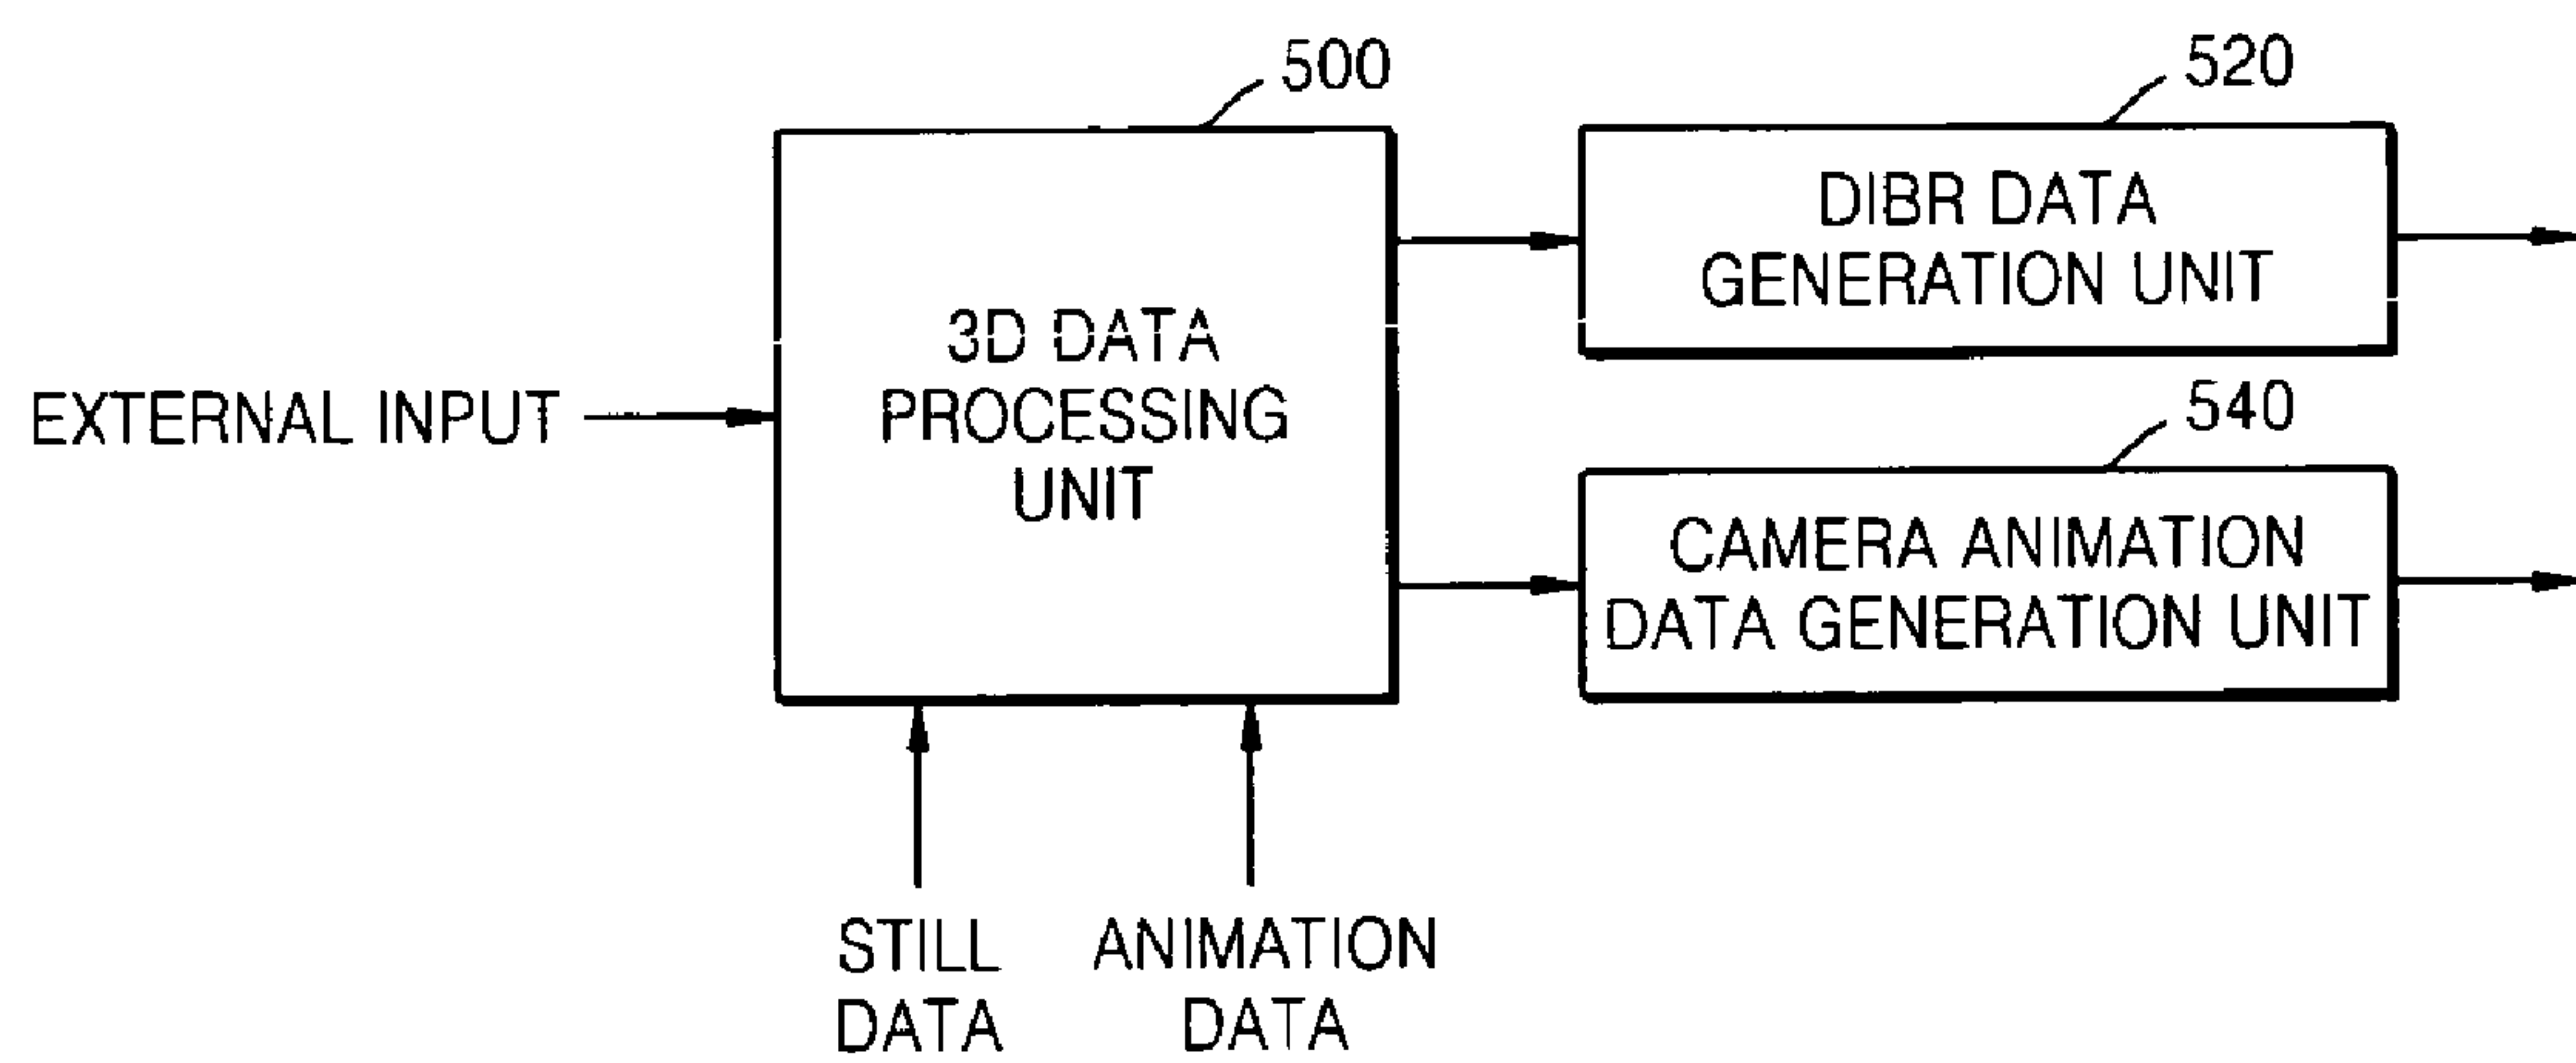 500
520
3D DATA
PROCESSING
UNIT
DIBR DATA
GENERATION UNIT
EXTERNAL INPUT
540
CAMERA ANIMATION
DATA GENERATION UNIT
STILL
DATA
ANIMATION
DATA